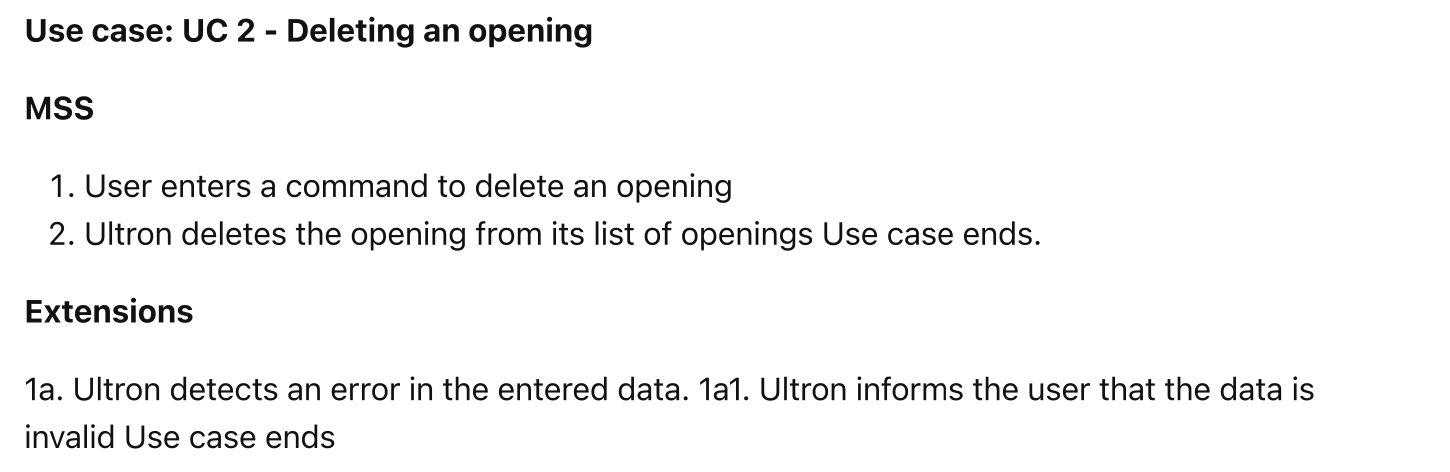 Use case: UC 2 - Deleting an opening
MSS
1. User enters a command to delete an opening
2. Ultron deletes the opening from its list of openings Use case ends.
Extensions
1a. Ultron detects an error in the entered data. 1a1. Ultron informs the user that the data is
invalid Use case ends